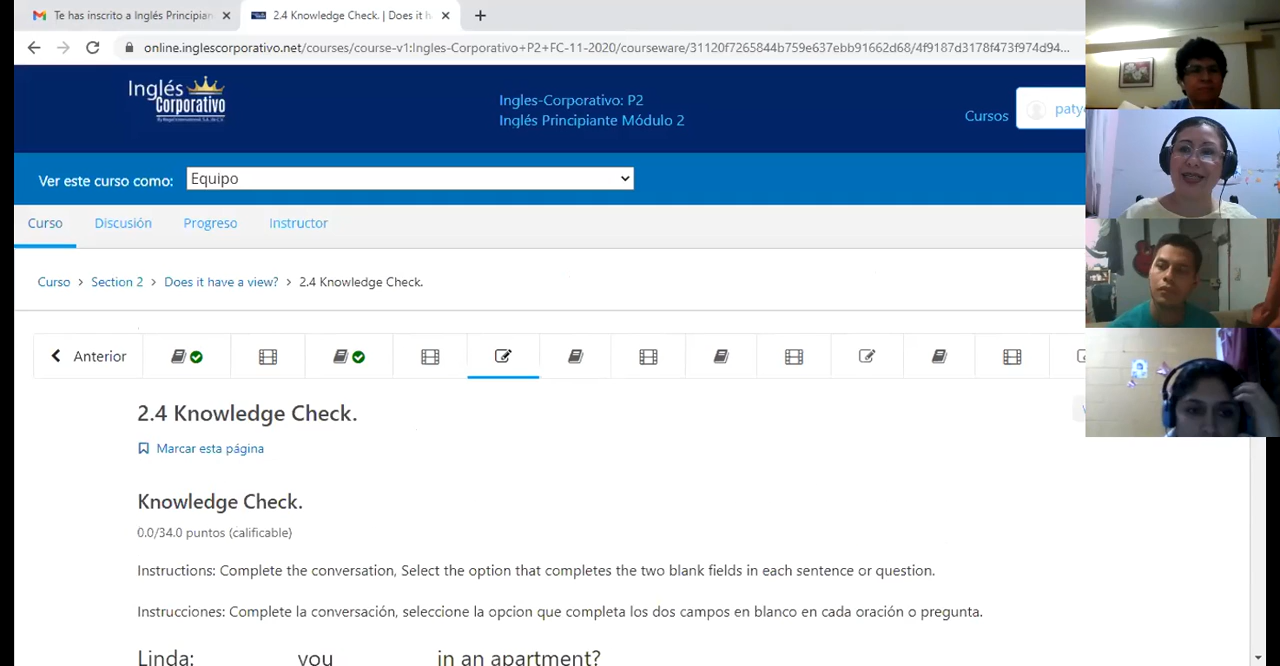 Te has inscrito a Inglés Principian
2.4 Knowledge Check. | Does it h
online.inglescorporativo.net/courses/course-v1:Ingles-Corporativo+P2+FC-11-2020/courseware/31120f7265844b759e637ebb91662d68/4f9187d3178f473f974d94...
Inglés Corporativo
Ingles-Corporativo: P2
Inglés Principiante Módulo 2
Cursos
paty
Ver este curso como:
Equipo
Curso
Discusión
Progreso
Instructor
Curso > Section 2 > Does it have a view? > 2.4 Knowledge Check.
Anterior
2.4 Knowledge Check.
Marcar esta página
Knowledge Check.
0.0/34.0 puntos (calificable)
Instructions: Complete the conversation, Select the option that completes the two blank fields in each sentence or question.
Instrucciones: Complete la conversación, seleccione la opcion que completa los dos campos en blanco en cada oración o pregunta.
Linda: you in an apartment?